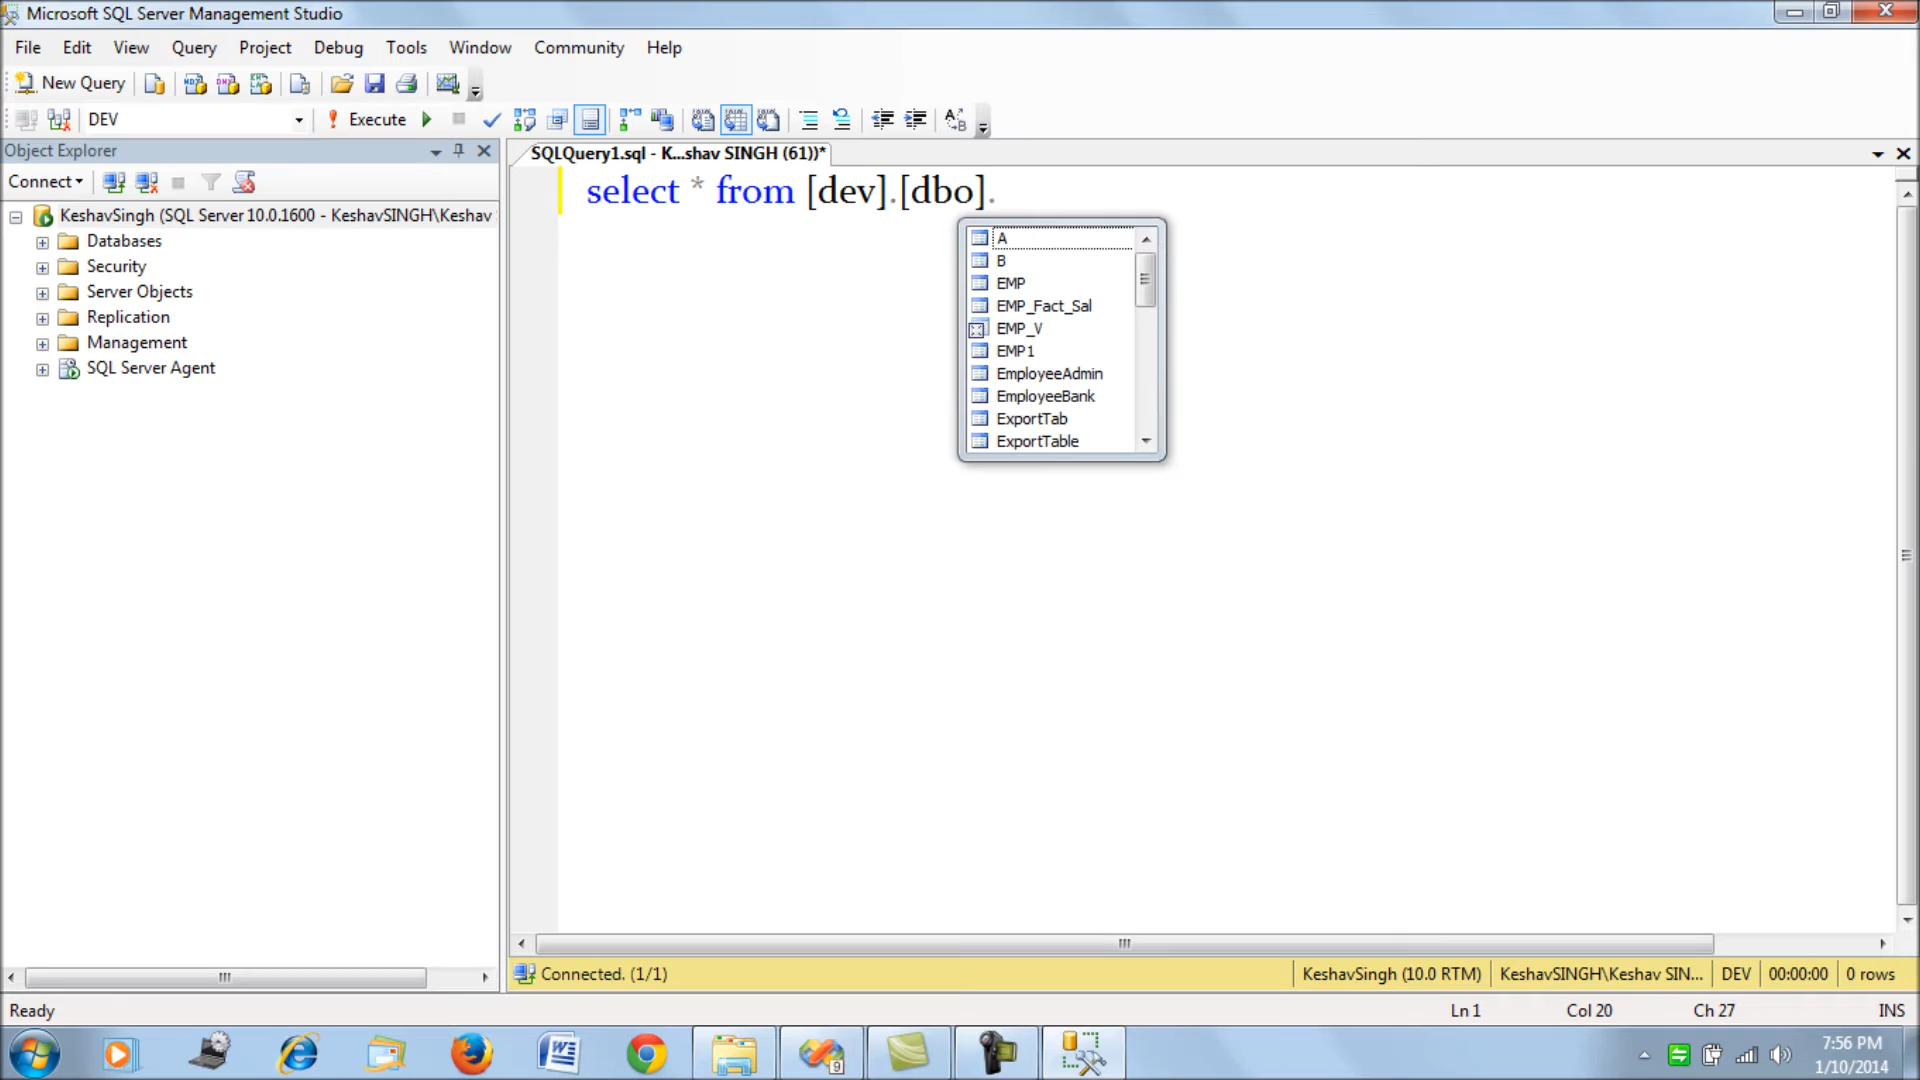 Microsoft SQL Server Management Studio
File Edit View Query Project Debug Tools Window Community Help
New Query
DEV Execute
Object Explorer
SQLQuery1.sql - K...shav SINGH (61))*
Connect
select * from [dev].[dbo].
KeshavSingh (SQL Server 10.0.1600 - KeshavSINGH\Keshav
Databases
Security
Server Objects
Replication
Management
SQL Server Agent
A
B
EMP
EMP_Fact_Sal
EMP_V
EMP1
EmployeeAdmin
EmployeeBank
ExportTab
ExportTable
Connected. (1/1) KeshavSingh (10.0 RTM) KeshavSINGH\Keshav SIN... DEV 00:00:00 0 rows
Ready Ln 1 Col 20 Ch 27 INS
9
7:56 PM
1/10/2014